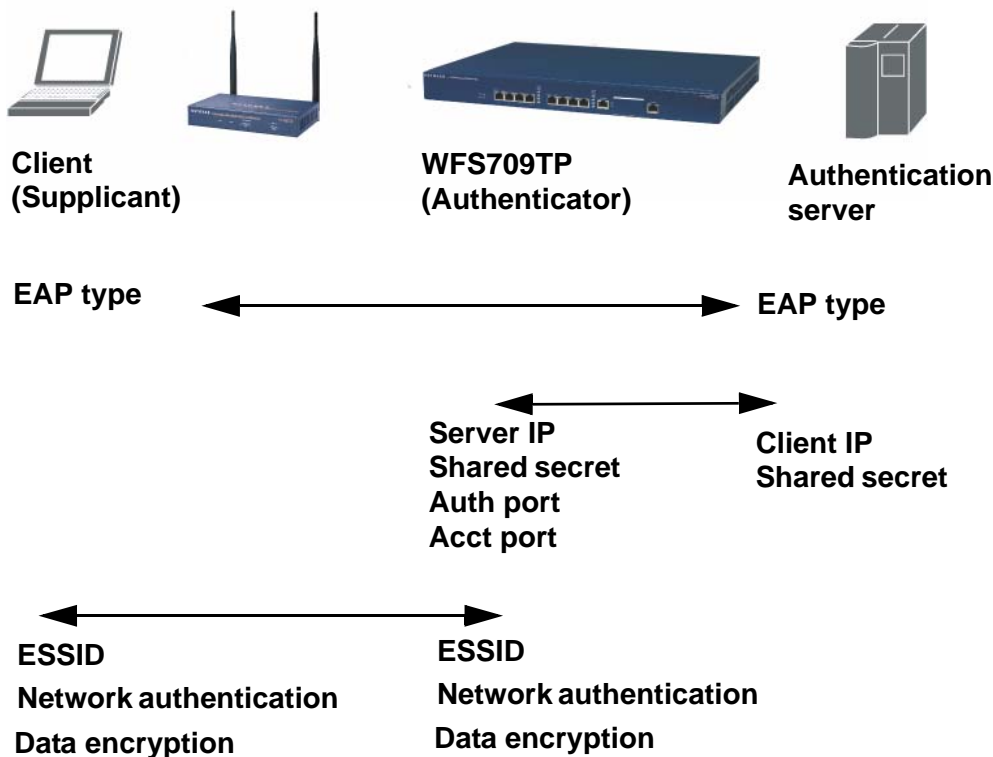 Client
(Supplicant)
WFS709TP
(Authenticator)
Authentication
server
EAP type
EAP type
Server IP
Shared secret
Auth port
Acct port
Client IP
Shared secret
ESSID
Network authentication
Data encryption
ESSID
Network authentication
Data encryption